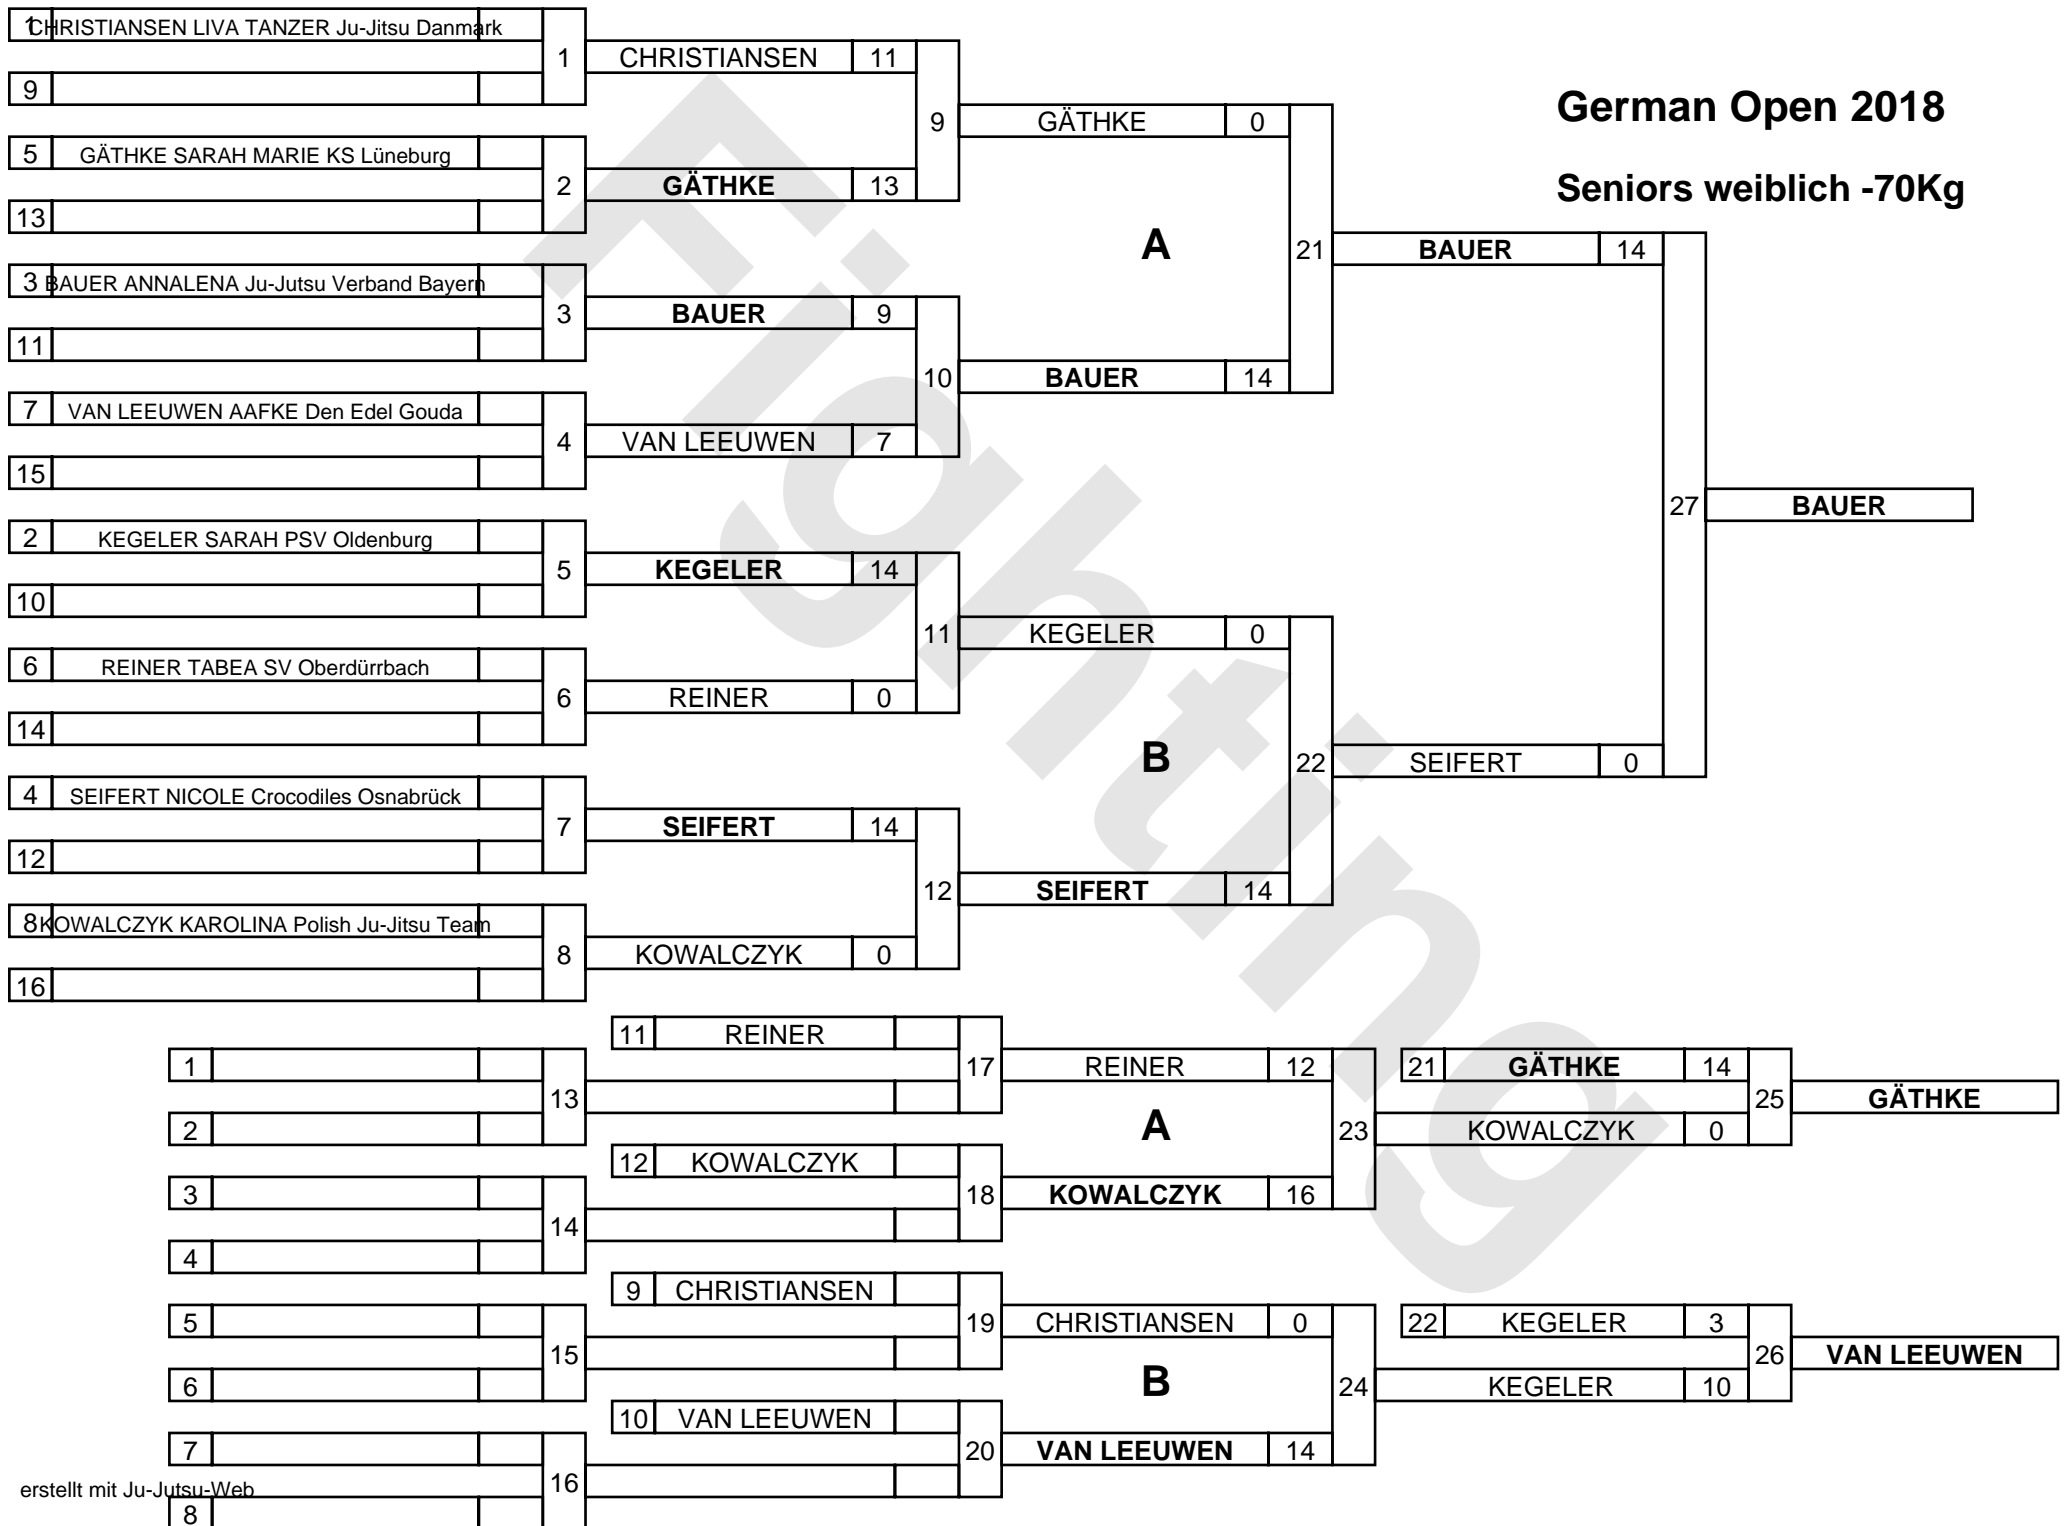 German Open 2018
Seniors weiblich -70Kg
1 CHRISTIANSEN LIVA TANZER Ju-Jitsu Danmark
9
5 GÄTHKE SARAH MARIE KS Lüneburg
13
3 BAUER ANNALENA Ju-Jutsu Verband Bayern
11
7 VAN LEEUWEN AAFKE Den Edel Gouda
15
2 KEGELER SARAH PSV Oldenburg
10
6 REINER TABEA SV Oberdürrbach
14
4 SEIFERT NICOLE Crocodiles Osnabrück
12
8 KOWALCZYK KAROLINA Polish Ju-Jitsu Team
16
1 CHRISTIANSEN 11
2 GÄTHKE 13
3 BAUER 9
4 VAN LEEUWEN 7
5 KEGELER 14
6 REINER 0
7 SEIFERT 14
8 KOWALCZYK 0
9 GÄTHKE 0
A
10 BAUER 14
11 KEGELER 0
B
12 SEIFERT 14
21 BAUER 14
22 SEIFERT 0
27 BAUER
1
13
2
3
14
4
5
15
6
7
16
8
11 REINER
12 KOWALCZYK
9 CHRISTIANSEN
10 VAN LEEUWEN
17 REINER 12
A
18 KOWALCZYK 16
19 CHRISTIANSEN 0
B
20 VAN LEEUWEN 14
21 GÄTHKE 14
23 KOWALCZYK 0
22 KEGELER 3
24 KEGELER 10
25 GÄTHKE
26 VAN LEEUWEN
erstellt mit Ju-Jutsu-Web
Fighting